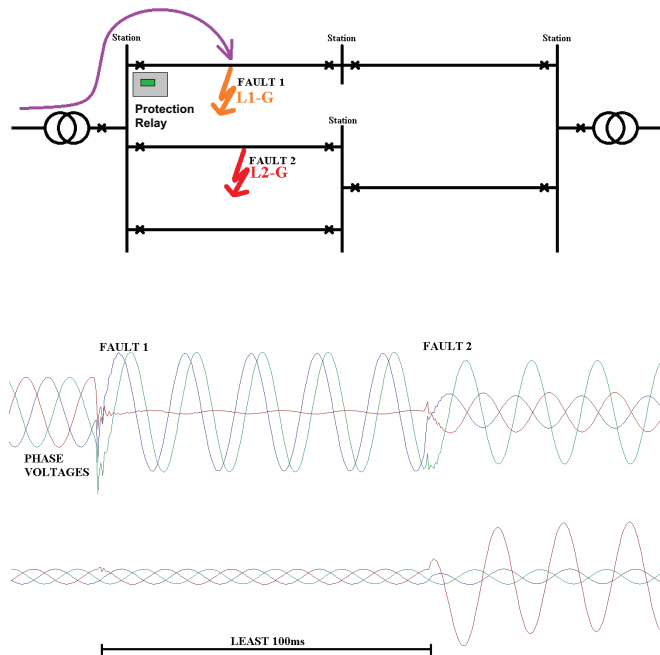 Station
Station
Station
FAULT 1
L1-G
Protection
Relay
Station
FAULT 2
L2-G
FAULT 1
FAULT 2
PHASE
VOLTAGES
LEAST 100ms